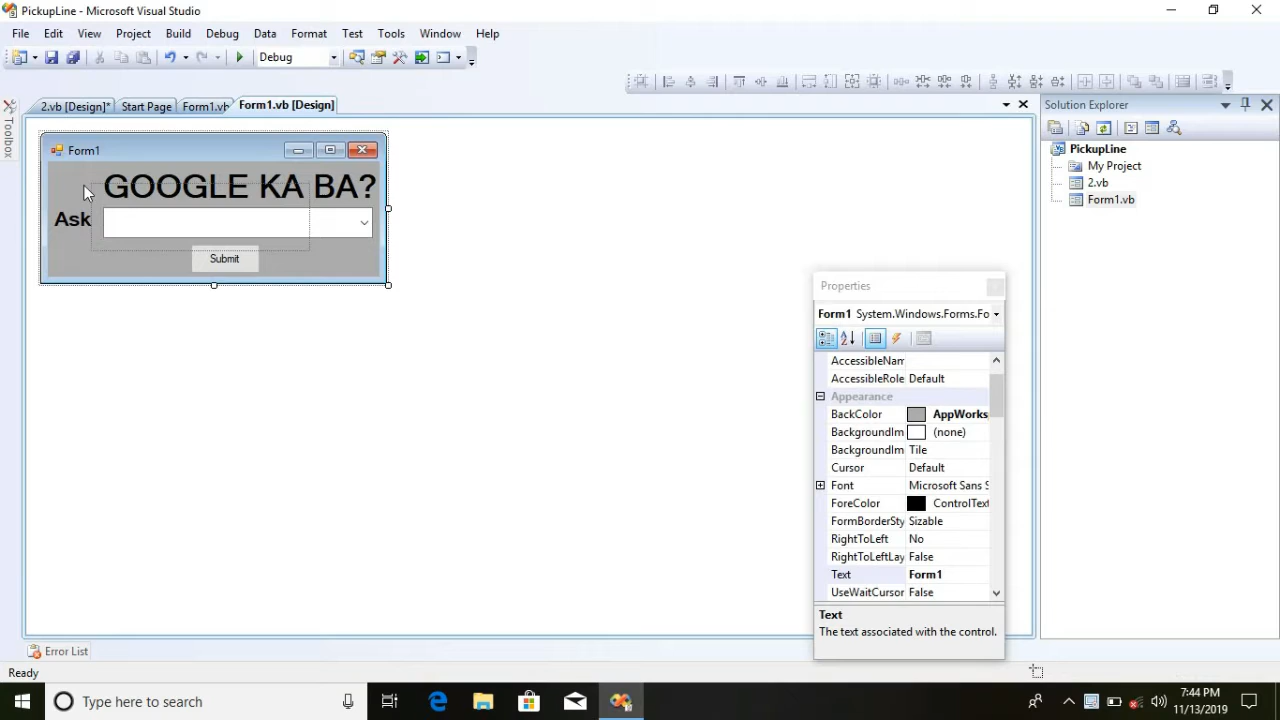 PickupLine - Microsoft Visual Studio
File Edit View Project Build Debug Data Format Test Tools Window Help
Debug
2.vb [Design]* Start Page Form1.vb Form1.vb [Design]
Toolbox
Form1
GOOGLE KA BA?
Ask
Submit
Solution Explorer
PickupLine
My Project
2.vb
Form1.vb
Properties
Form1 System.Windows.Forms.Fo
AccessibleNam
AccessibleRole Default
Appearance
BackColor AppWorks
BackgroundIm (none)
BackgroundIm Tile
Cursor Default
Font Microsoft Sans S
ForeColor ControlText
FormBorderSty Sizable
RightToLeft No
RightToLeftLay False
Text Form1
UseWaitCursor False
Text
The text associated with the control.
Error List
Ready
Type here to search
7:44 PM
11/13/2019